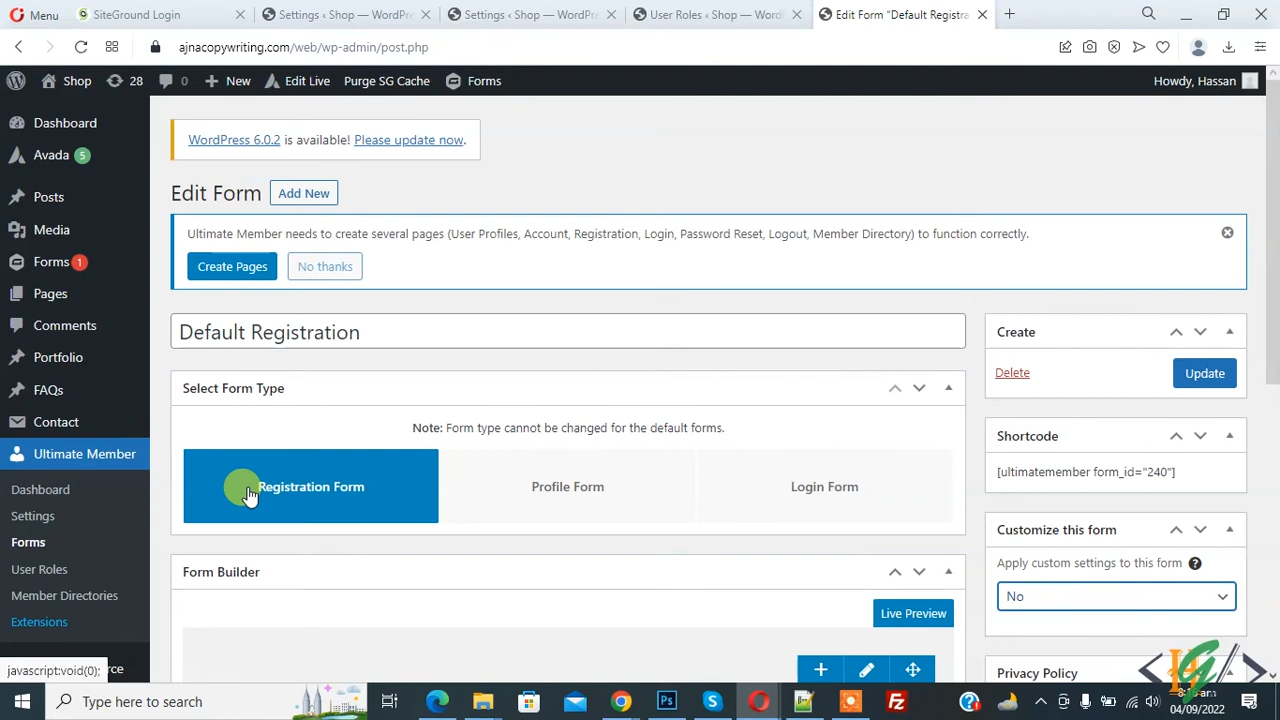 Menu
SiteGround Login
Settings ‹ Shop — WordPre
Settings ‹ Shop — WordPre
User Roles ‹ Shop — WordP
Edit Form "Default Registra
ajnacopywriting.com/web/wp-admin/post.php
Shop
28
0
New
Edit Live
Purge SG Cache
Forms
Howdy, Hassan
Dashboard
Avada 5
Posts
Media
Forms 1
Pages
Comments
Portfolio
FAQs
Contact
Ultimate Member
Dashboard
Settings
Forms
User Roles
Member Directories
Extensions
javascript:void(0);
WordPress 6.0.2 is available! Please update now.
Edit Form
Add New
Ultimate Member needs to create several pages (User Profiles, Account, Registration, Login, Password Reset, Logout, Member Directory) to function correctly.
Create Pages
No thanks
Default Registration
Select Form Type
Note: Form type cannot be changed for the default forms.
Registration Form
Profile Form
Login Form
Form Builder
Live Preview
Create
Delete
Update
Shortcode
[ultimatemember form_id="240"]
Customize this form
Apply custom settings to this form
No
Privacy Policy
Type here to search
04/09/2022